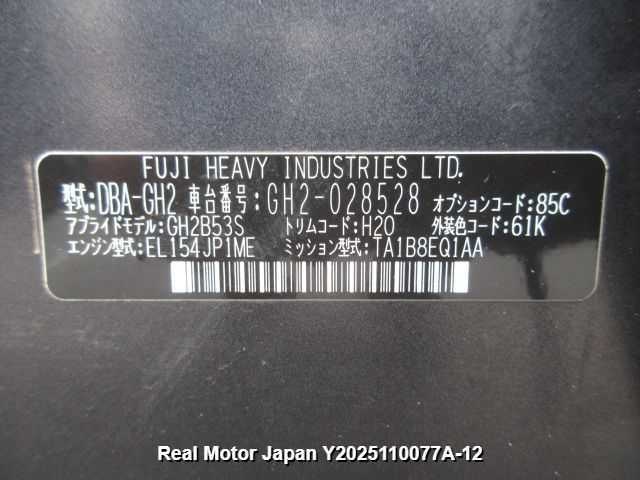 FUJI HEAVY INDUSTRIES LTD.
型式:DBA-GH2 車台番号:GH2-028528 オプションコード:85C
アプライドモデル:GH2B53S トリムコード:H20 外装色コード:61K
エンジン型式:EL154JP1ME ミッション型式:TA1B8EQ1AA
Real Motor Japan Y2025110077A-12